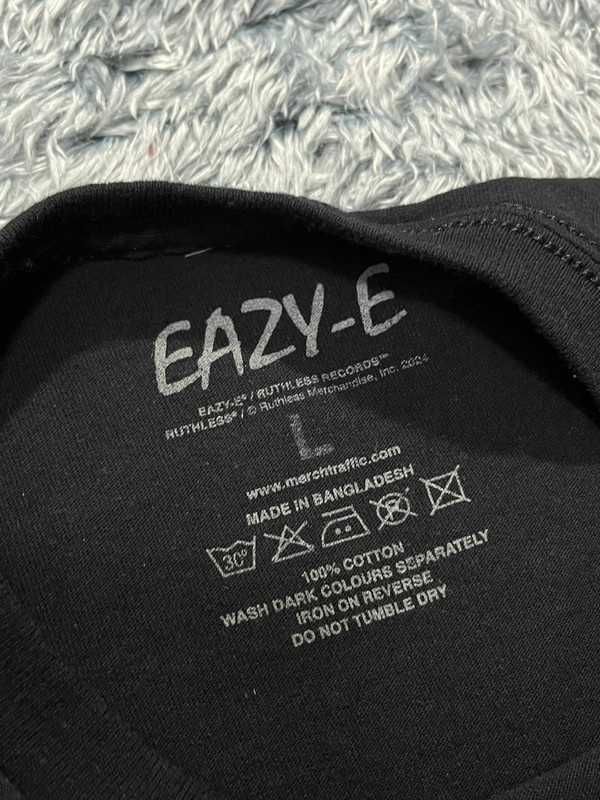 EAZY-E
EAZY-E® / RUTHLESS RECORDS™
RUTHLESS® / © Ruthless Merchandise, Inc. 2024
L
www.merchtraffic.com
MADE IN BANGLADESH
30°
100% COTTON
WASH DARK COLOURS SEPARATELY
IRON ON REVERSE
DO NOT TUMBLE DRY